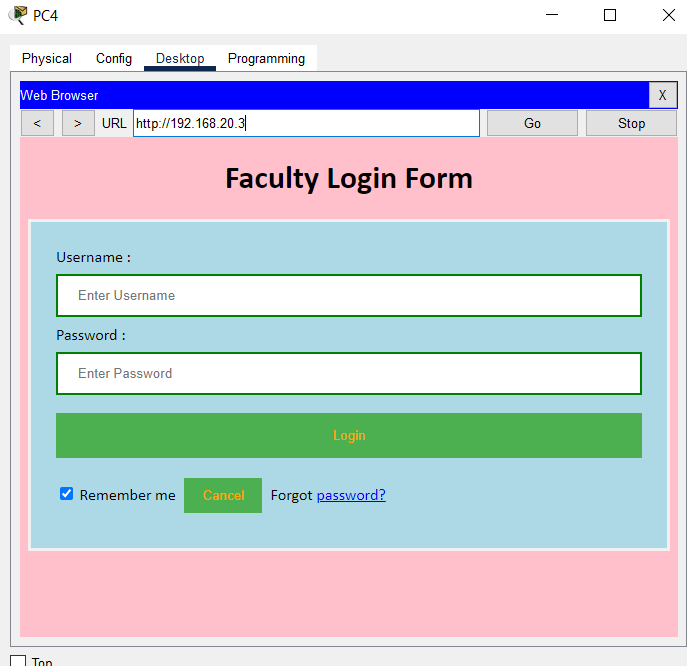 PC4
Physical Config Desktop Programming
Web Browser X
< > URL http://192.168.20.3 Go Stop
Faculty Login Form
Username :
Enter Username
Password :
Enter Password
Login
Remember me Cancel Forgot password?
Top